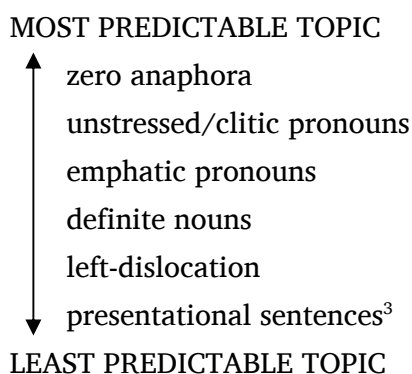 MOST PREDICTABLE TOPIC
zero anaphora
unstressed/clitic pronouns
emphatic pronouns
definite nouns
left-dislocation
presentational sentences³
LEAST PREDICTABLE TOPIC